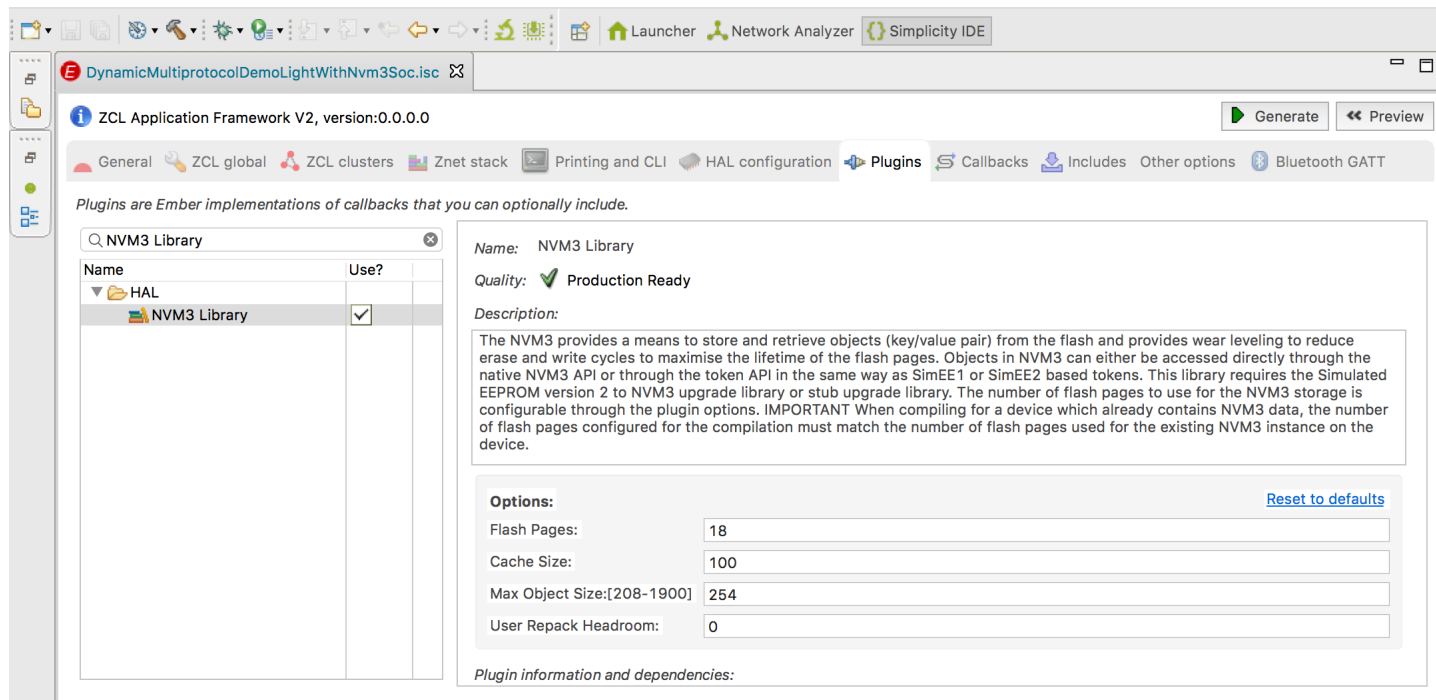 Launcher Network Analyzer Simplicity IDE
DynamicMultiprotocolDemoLightWithNvm3Soc.isc
ZCL Application Framework V2, version:0.0.0.0
Generate
Preview
General ZCL global ZCL clusters Znet stack Printing and CLI HAL configuration Plugins Callbacks Includes Other options Bluetooth GATT
Plugins are Ember implementations of callbacks that you can optionally include.
NVM3 Library
Name Use?
HAL
NVM3 Library
Name: NVM3 Library
Quality: Production Ready
Description:
The NVM3 provides a means to store and retrieve objects (key/value pair) from the flash and provides wear leveling to reduce
erase and write cycles to maximise the lifetime of the flash pages. Objects in NVM3 can either be accessed directly through the
native NVM3 API or through the token API in the same way as SimEE1 or SimEE2 based tokens. This library requires the Simulated
EEPROM version 2 to NVM3 upgrade library or stub upgrade library. The number of flash pages to use for the NVM3 storage is
configurable through the plugin options. IMPORTANT When compiling for a device which already contains NVM3 data, the number
of flash pages configured for the compilation must match the number of flash pages used for the existing NVM3 instance on the
device.
Options:
Reset to defaults
Flash Pages: 18
Cache Size: 100
Max Object Size:[208-1900] 254
User Repack Headroom: 0
Plugin information and dependencies: